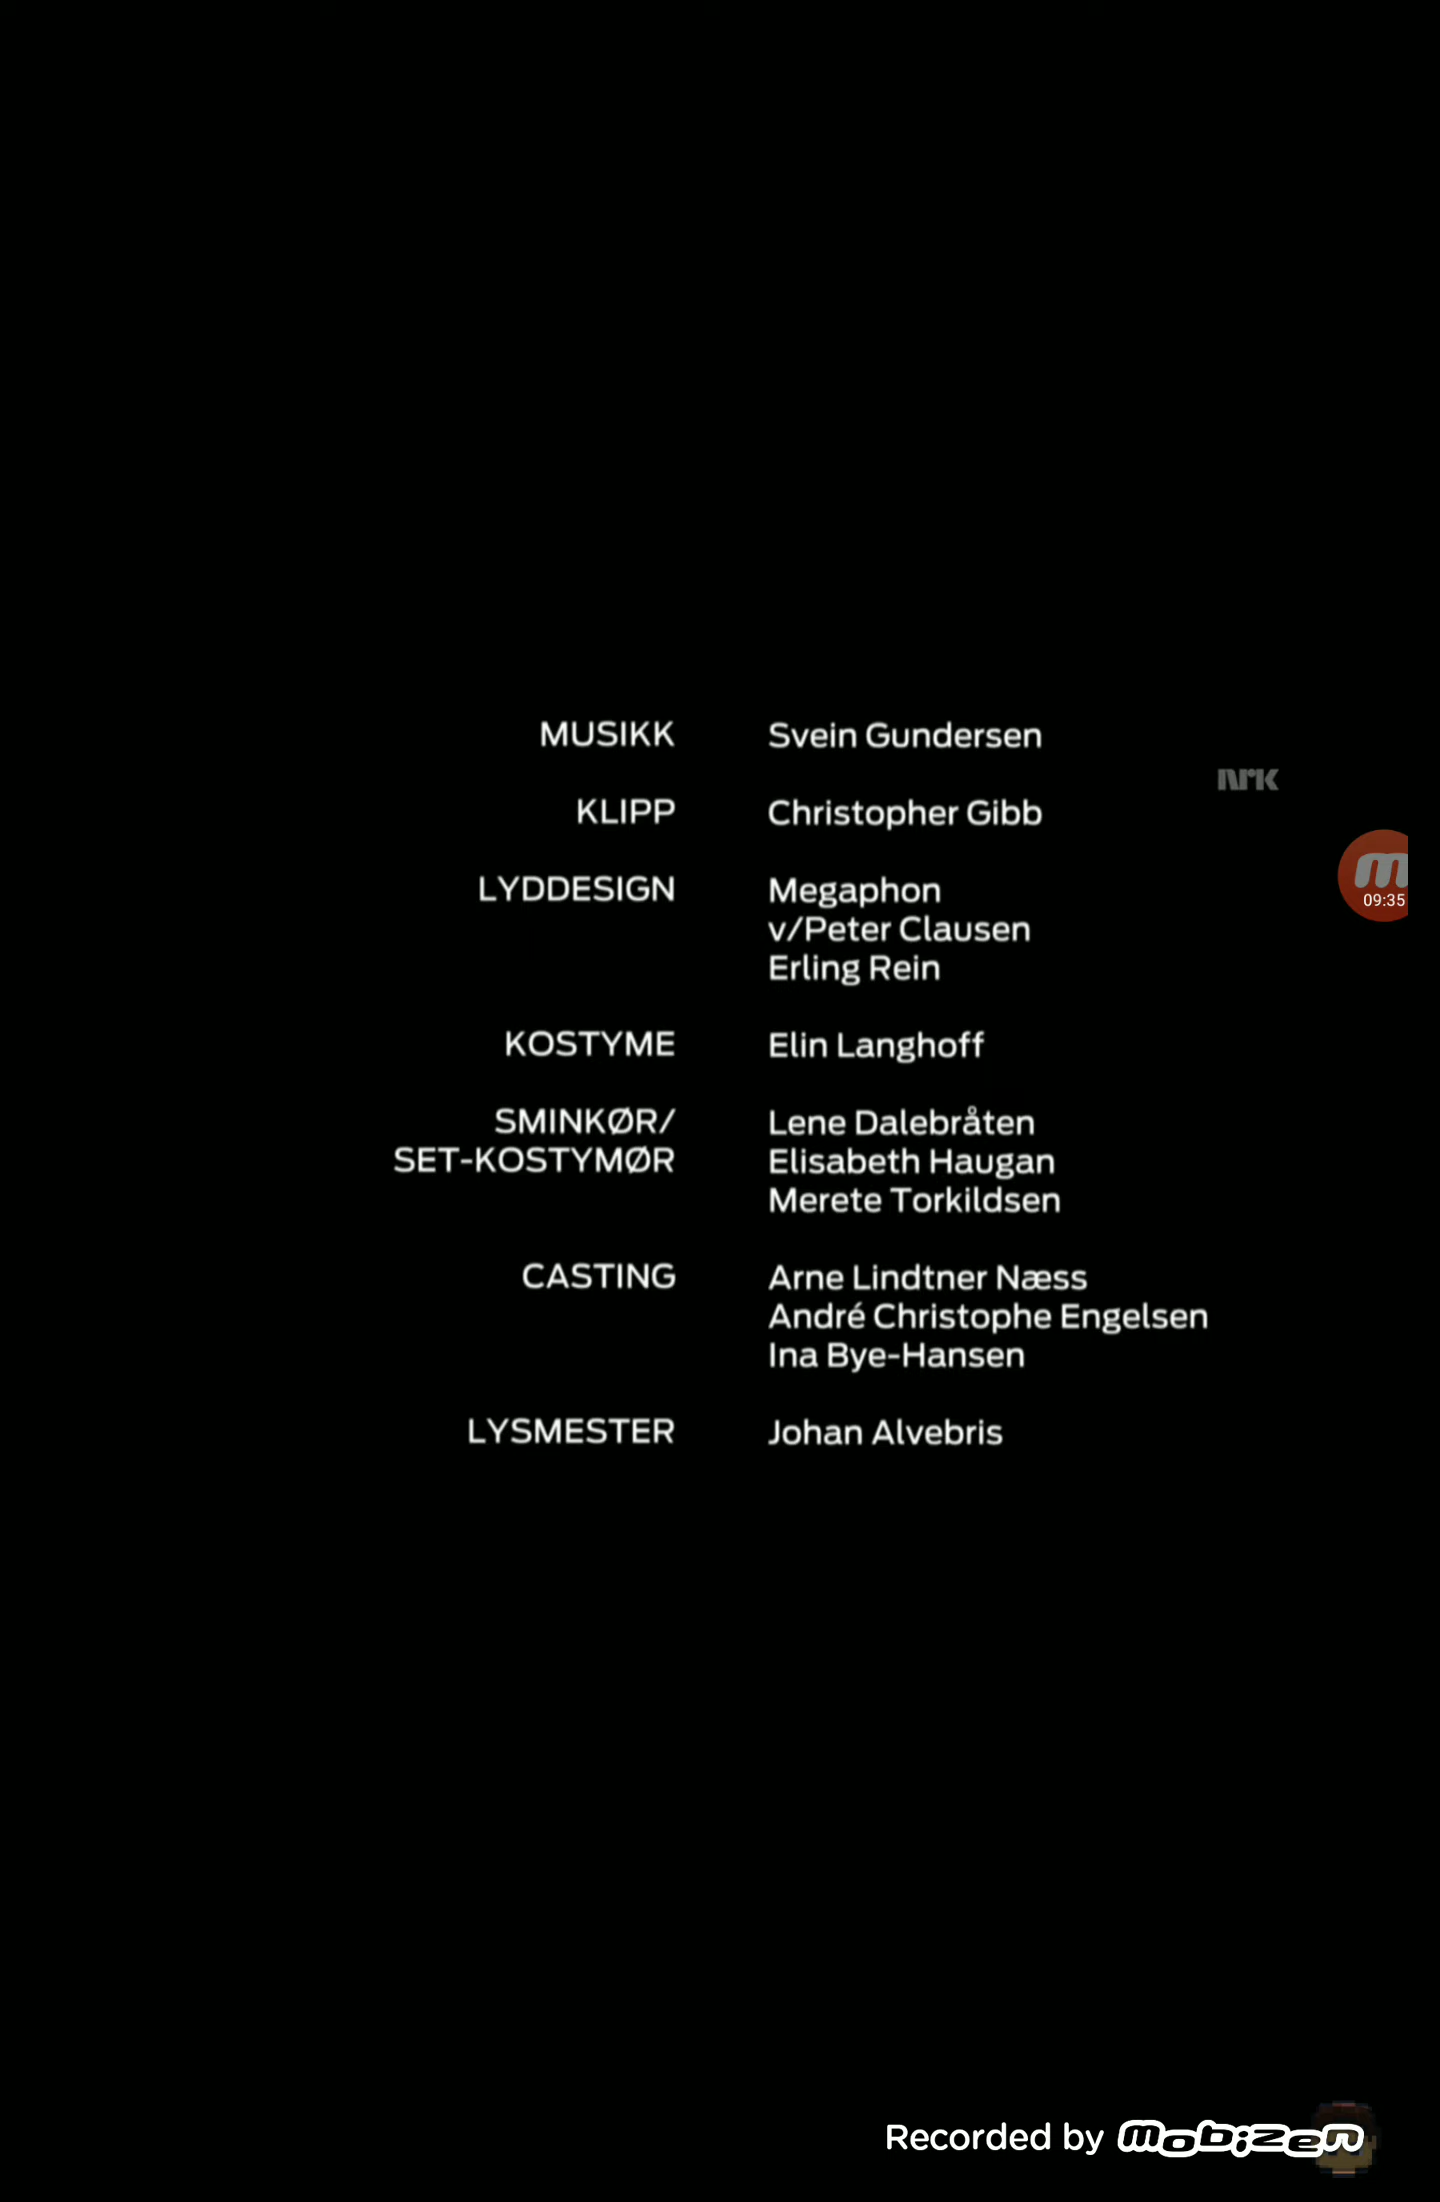 MUSIKK Svein Gundersen
nrk
KLIPP Christopher Gibb
LYDDESIGN Megaphon
v/Peter Clausen
Erling Rein
09:35
KOSTYME Elin Langhoff
SMINKØR/ Lene Dalebråten
SET-KOSTYMØR Elisabeth Haugan
Merete Torkildsen
CASTING Arne Lindtner Næss
André Christophe Engelsen
Ina Bye-Hansen
LYSMESTER Johan Alvebris
Recorded by mobizen